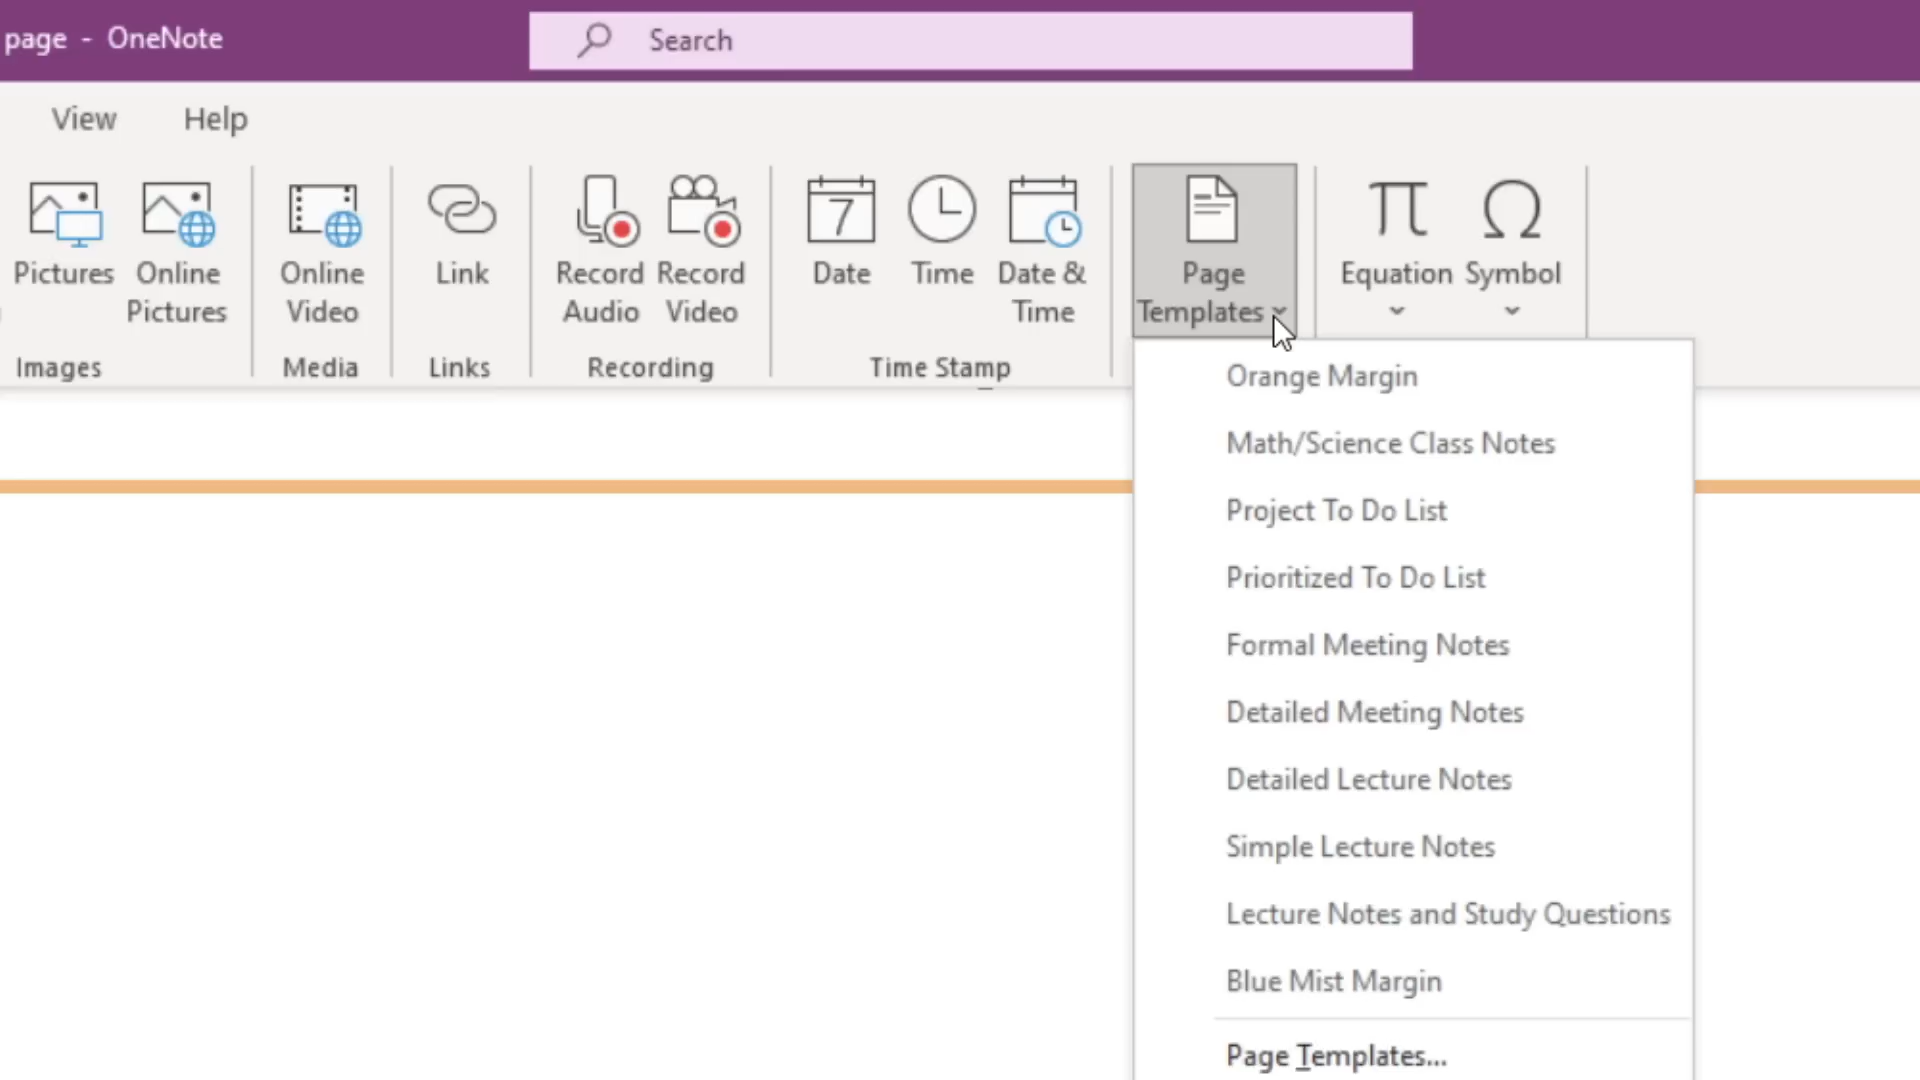 page - OneNote
Search
View Help
Pictures
Online Pictures
Online Video
Link
Record Audio
Record Video
7
Date
Time
Date & Time
Page Templates
Equation
Symbol
Images
Media
Links
Recording
Time Stamp
Orange Margin
Math/Science Class Notes
Project To Do List
Prioritized To Do List
Formal Meeting Notes
Detailed Meeting Notes
Detailed Lecture Notes
Simple Lecture Notes
Lecture Notes and Study Questions
Blue Mist Margin
Page Templates...